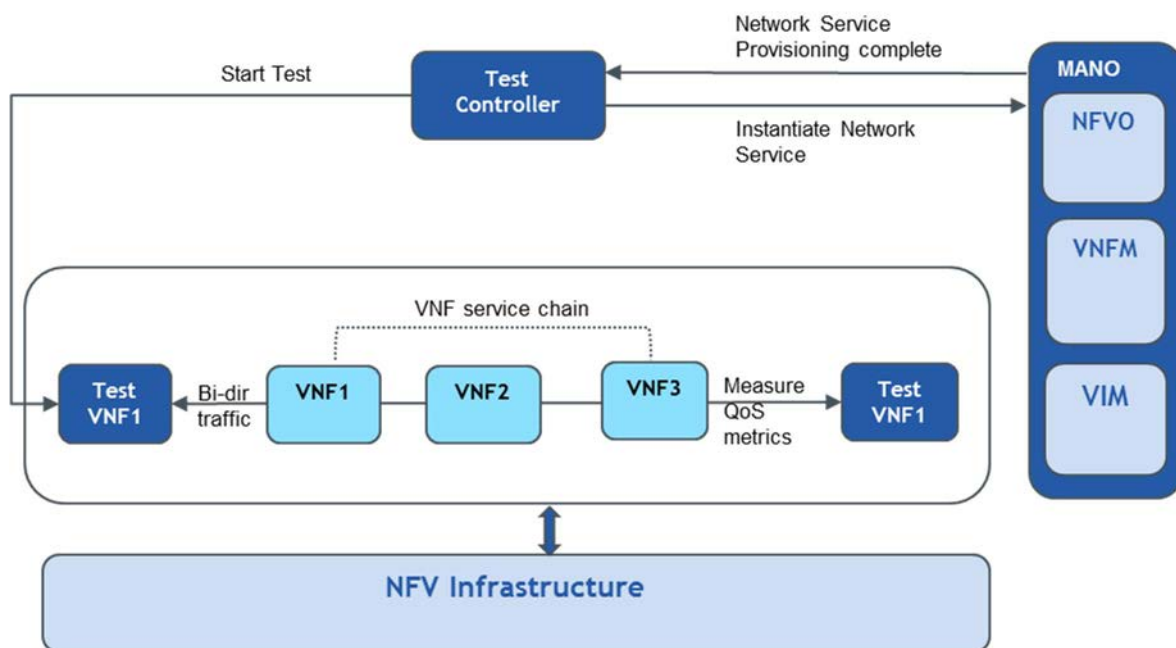 Network Service
Provisioning complete
Start Test
Test
Controller
MANO
NFVO
Instantiate Network
Service
VNFM
VNF service chain
Test
VNF1
Bi-dir
traffic
VNF1
VNF2
VNF3
Measure
QoS
metrics
Test
VNF1
VIM
NFV Infrastructure